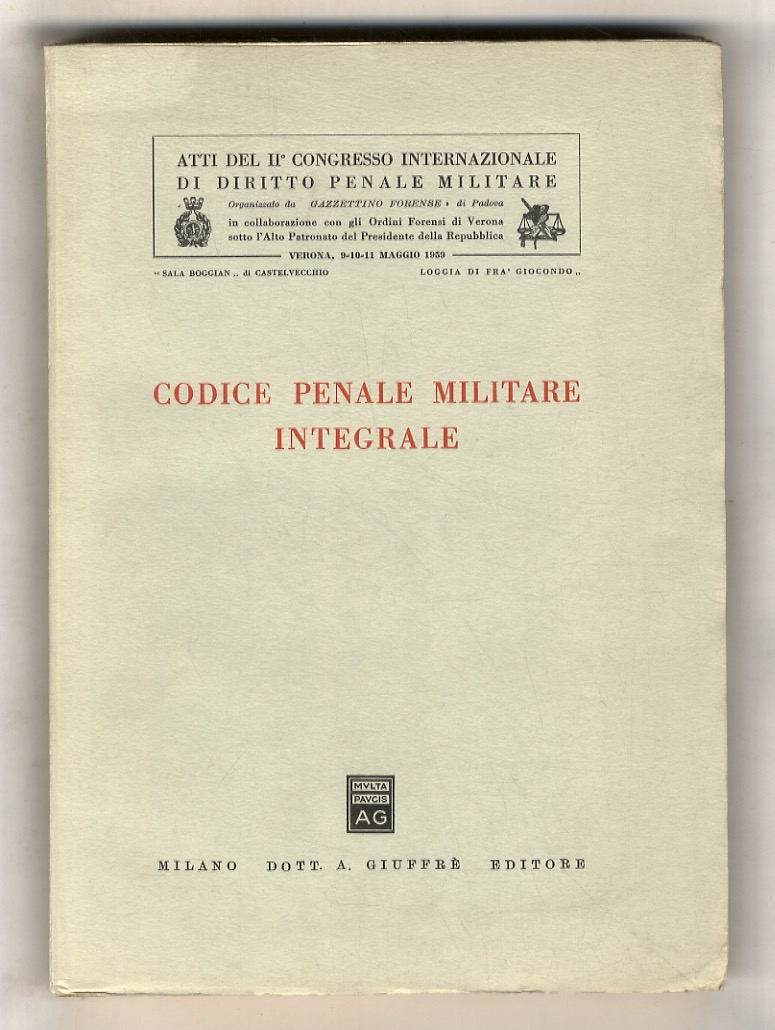 ATTI DEL II° CONGRESSO INTERNAZIONALE
DI DIRITTO PENALE MILITARE
Organizzato da GAZZETTINO FORENSE » di Padova
in collaborazione con gli Ordini Forensi di Verona
sotto l'Alto Patronato del Presidente della Repubblica
VERONA, 9-10-11 MAGGIO 1959
“ SALA BOGGIAN „ di CASTELVECCHIO LOGGIA DI FRA' GIOCONDO „
CODICE PENALE MILITARE
INTEGRALE
MVLTA
PAVCIS
AG
MILANO DOTT. A. GIUFFRÈ EDITORE